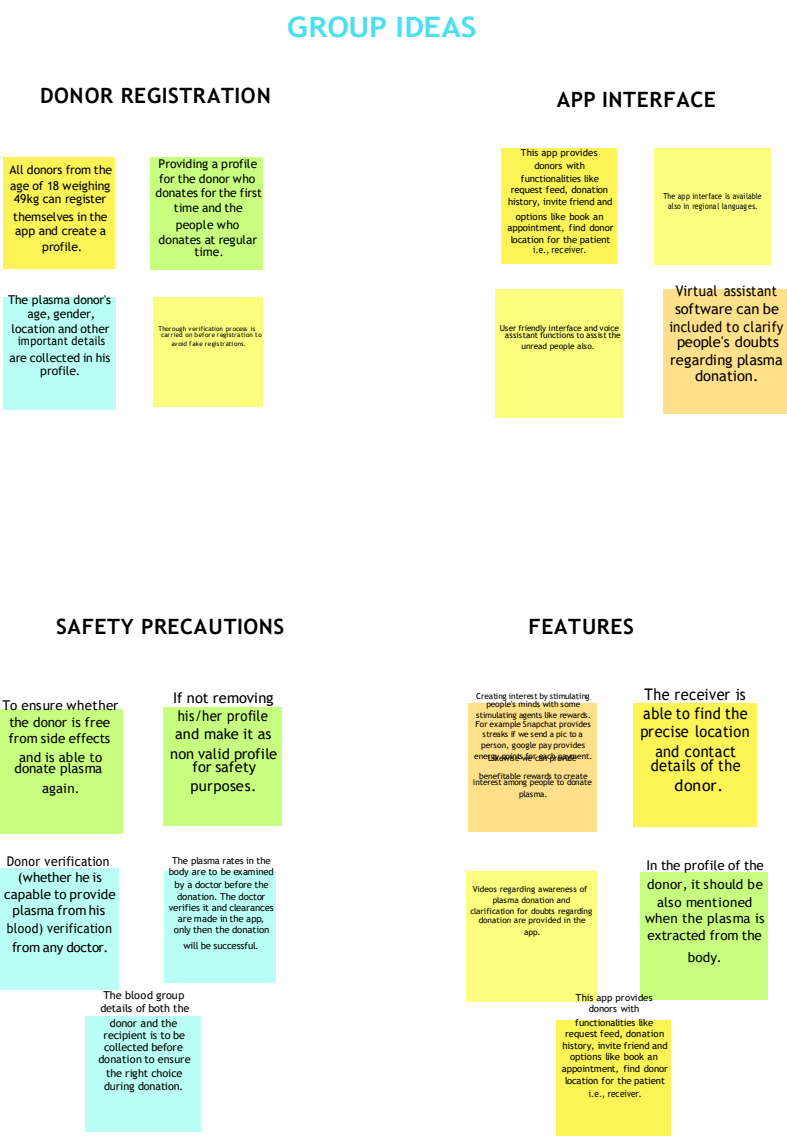 GROUP IDEAS
DONOR REGISTRATION
All donors from the
age of 18 weighing
49kg can register
themselves in the
app and create a
profile.
Providing a profile
for the donor who
donates for the first
time and the
people who
donates at regular
time.
The plasma donor's
age, gender,
location and other
important details
are collected in his
profile.
Thorough verification process is
carried on before registration to
avoid fake registrations.
APP INTERFACE
This app provides
donors with
functionalities like
request feed, donation
history, invite friend and
options like book an
appointment, find donor
location for the patient
i.e., receiver.
The app interface is available
also in regional languages.
User friendly interface and voice
assistant functions to assist the
unread people also.
Virtual assistant
software can be
included to clarify
people's doubts
regarding plasma
donation.
SAFETY PRECAUTIONS
To ensure whether
the donor is free
from side effects
and is able to
donate plasma
again.
If not removing
his/her profile
and make it as
non valid profile
for safety
purposes.
Donor verification
(whether he is
capable to provide
plasma from his
blood) verification
from any doctor.
The plasma rates in the
body are to be examined
by a doctor before the
donation. The doctor
verifies it and clearances
are made in the app,
only then the donation
will be successful.
The blood group
details of both the
donor and the
recipient is to be
collected before
donation to ensure
the right choice
during donation.
FEATURES
Creating interest by stimulating
people's minds with some
stimulating agents like rewards.
For example Snapchat provides
streaks if we send a pic to a
person, google pay provides
energy points for each payment.
Likewise we can provide
benefitable rewards to create
interest among people to donate
plasma.
The receiver is
able to find the
precise location
and contact
details of the
donor.
Videos regarding awareness of
plasma donation and
clarification for doubts regarding
donation are provided in the
app.
In the profile of the
donor, it should be
also mentioned
when the plasma is
extracted from the
body.
This app provides
donors with
functionalities like
request feed, donation
history, invite friend and
options like book an
appointment, find donor
location for the patient
i.e., receiver.